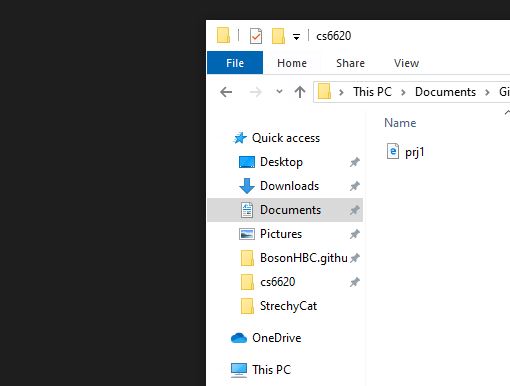 cs6620
File Home Share View
This PC Documents Gi
Name
Quick access
prj1
Desktop
Downloads
Documents
Pictures
BosonHBC.githu
cs6620
StrechyCat
OneDrive
This PC